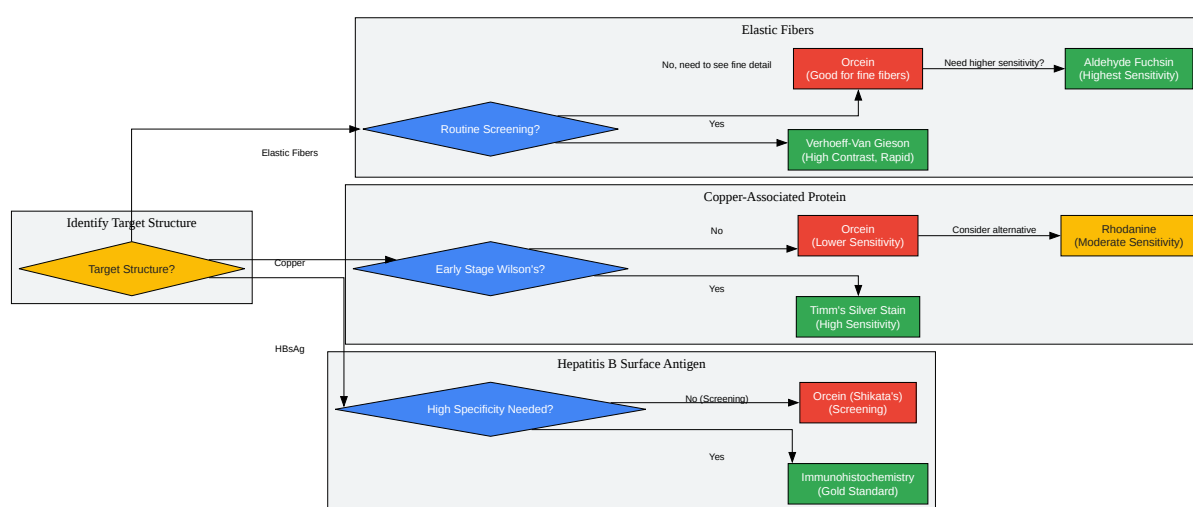 Elastic Fibers
No, need to see fine detail
Orcein
(Good for fine fibers)
Need higher sensitivity?
Aldehyde Fuchsin
(Highest Sensitivity)
Routine Screening?
Yes
Verhoeff-Van Gieson
(High Contrast, Rapid)
Elastic Fibers
Identify Target Structure
Target Structure?
Copper
HBsAg
Copper-Associated Protein
Early Stage Wilson's?
No
Orcein
(Lower Sensitivity)
Consider alternative
Rhodanine
(Moderate Sensitivity)
Yes
Timm's Silver Stain
(High Sensitivity)
Hepatitis B Surface Antigen
High Specificity Needed?
No (Screening)
Orcein (Shikata's)
(Screening)
Yes
Immunohistochemistry
(Gold Standard)